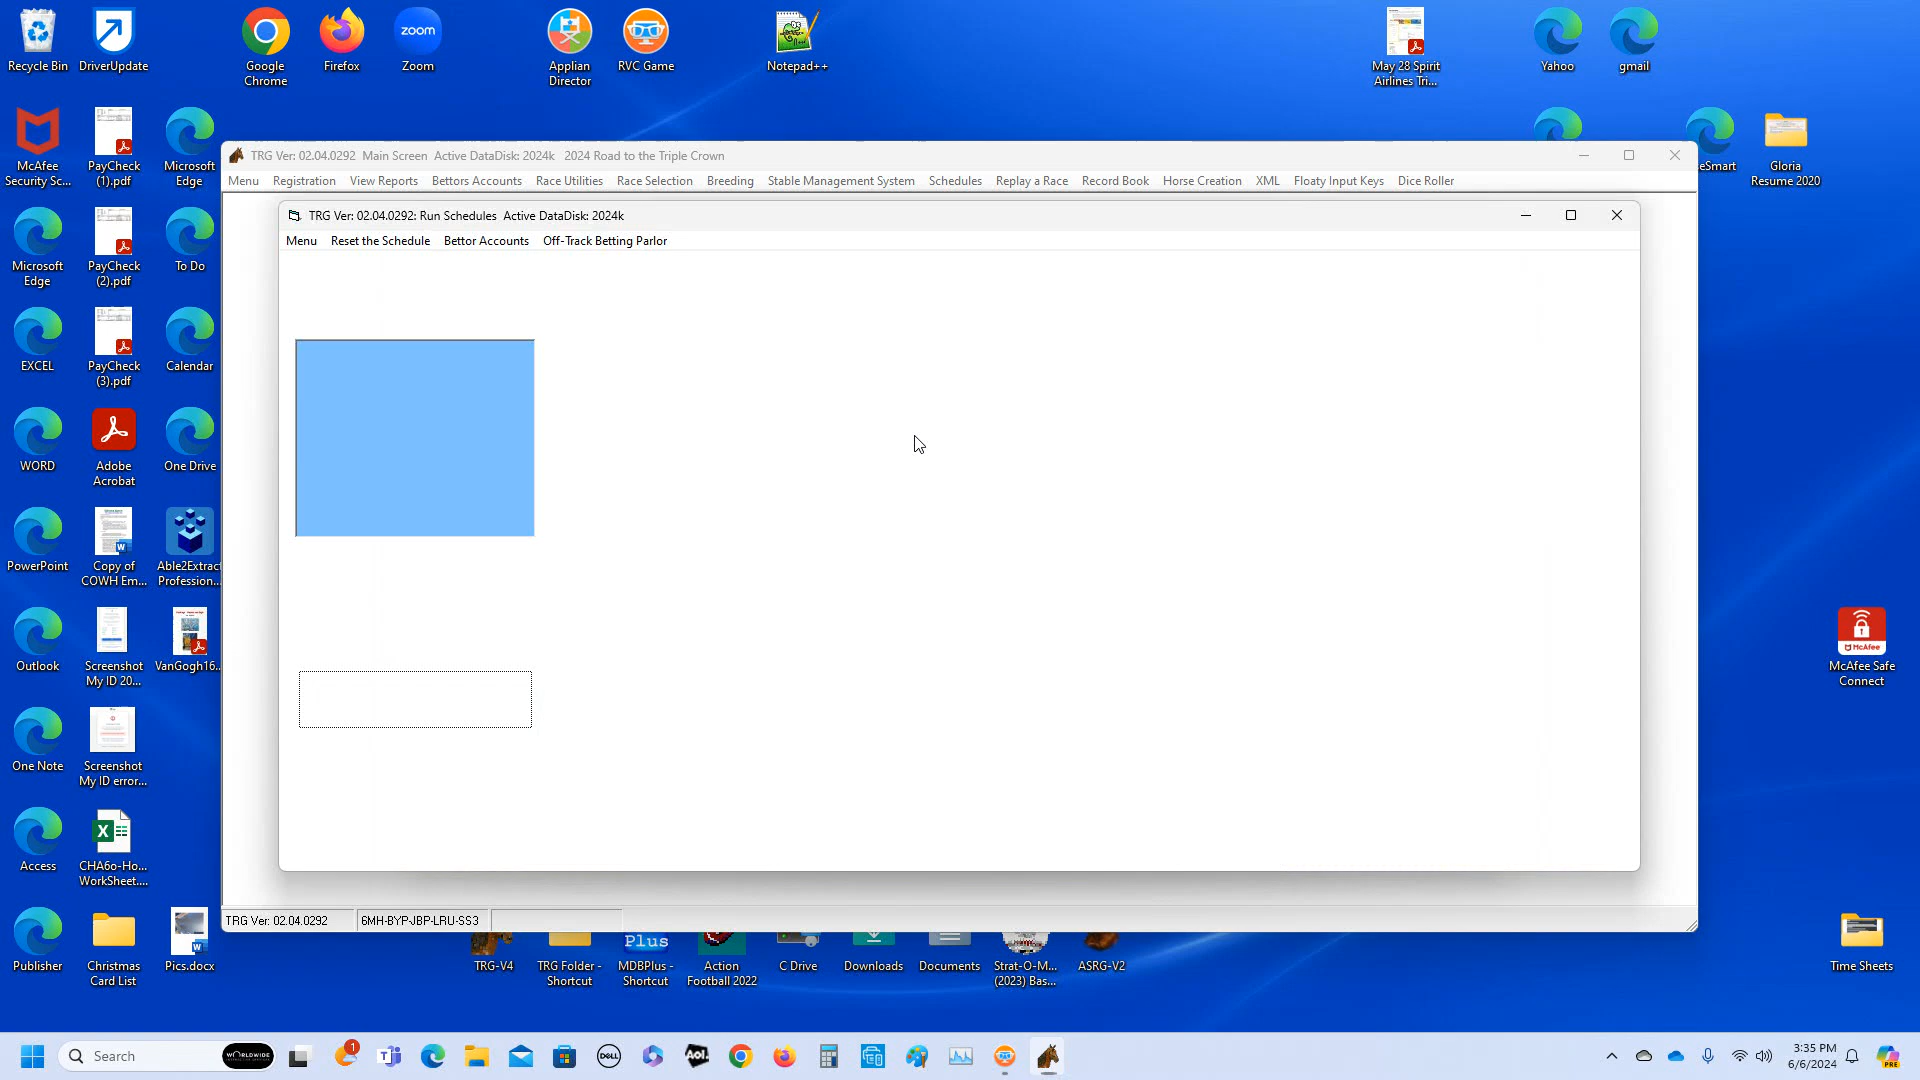 Recycle Bin
DriverUpdate
Google
Chrome
Firefox
zoom
Zoom
Applian
Director
RVC Game
Notepad++
May 28 Spirit
Airlines Tri...
Yahoo
gmail
McAfee
Security Sc...
PayCheck
(1).pdf
Microsoft
Edge
eSmart
Gloria
Resume 2020
TRG Ver: 02.04.0292 Main Screen Active DataDisk: 2024k 2024 Road to the Triple Crown
Menu Registration View Reports Bettors Accounts Race Utilities Race Selection Breeding Stable Management System Schedules Replay a Race Record Book Horse Creation XML Floaty Input Keys Dice Roller
TRG Ver: 02.04.0292: Run Schedules Active DataDisk: 2024k
Menu Reset the Schedule Bettor Accounts Off-Track Betting Parlor
Microsoft
Edge
PayCheck
(2).pdf
To Do
EXCEL
PayCheck
(3).pdf
Calendar
WORD
Adobe
Acrobat
One Drive
PowerPoint
Copy of
COWH Em...
Able2Extract
Profession...
Outlook
Screenshot
My ID 20...
VanGogh16...
McAfee
McAfee Safe
Connect
One Note
Screenshot
My ID error...
Access
CHA6o-Ho...
WorkSheet....
TRG Ver: 02.04.0292 6MH-BYP-JBP-LRU-SS3
Publisher
Christmas
Card List
Pics.docx
TRG-V4
TRG Folder -
Shortcut
Plus
MDBPlus -
Shortcut
Action
Football 2022
C Drive
Downloads
Documents
Strat-O-M...
(2023) Bas...
ASRG-V2
Time Sheets
Search
WORLDWIDE
1
DELL
Aol.
3:35 PM
6/6/2024
PRE